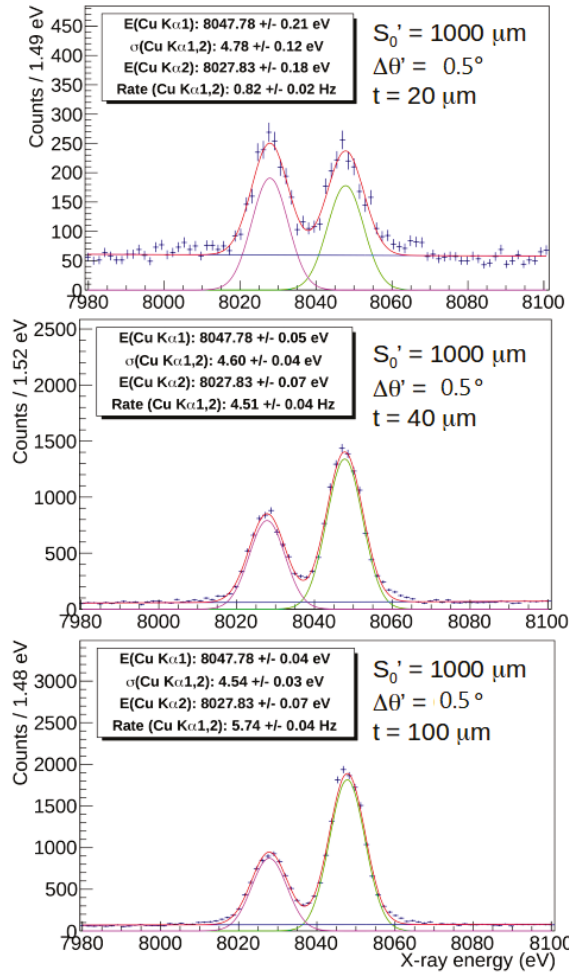 Counts / 1.49 eV
450
400
350
300
250
200
150
100
50
0
E(Cu Kα1): 8047.78 +/- 0.21 eV
σ(Cu Kα1,2): 4.78 +/- 0.12 eV
E(Cu Kα2): 8027.83 +/- 0.18 eV
Rate (Cu Kα1,2): 0.82 +/- 0.02 Hz
S₀' = 1000 μm
Δθ' = 0.5°
t = 20 μm
7980 8000 8020 8040 8060 8080 8100
Counts / 1.52 eV
2500
2000
1500
1000
500
0
E(Cu Kα1): 8047.78 +/- 0.05 eV
σ(Cu Kα1,2): 4.60 +/- 0.04 eV
E(Cu Kα2): 8027.83 +/- 0.07 eV
Rate (Cu Kα1,2): 4.51 +/- 0.04 Hz
S₀' = 1000 μm
Δθ' = 0.5°
t = 40 μm
7980 8000 8020 8040 8060 8080 8100
Counts / 1.48 eV
3000
2500
2000
1500
1000
500
0
E(Cu Kα1): 8047.78 +/- 0.04 eV
σ(Cu Kα1,2): 4.54 +/- 0.03 eV
E(Cu Kα2): 8027.83 +/- 0.07 eV
Rate (Cu Kα1,2): 5.74 +/- 0.04 Hz
S₀' = 1000 μm
Δθ' = 0.5°
t = 100 μm
7980 8000 8020 8040 8060 8080 8100
X-ray energy (eV)